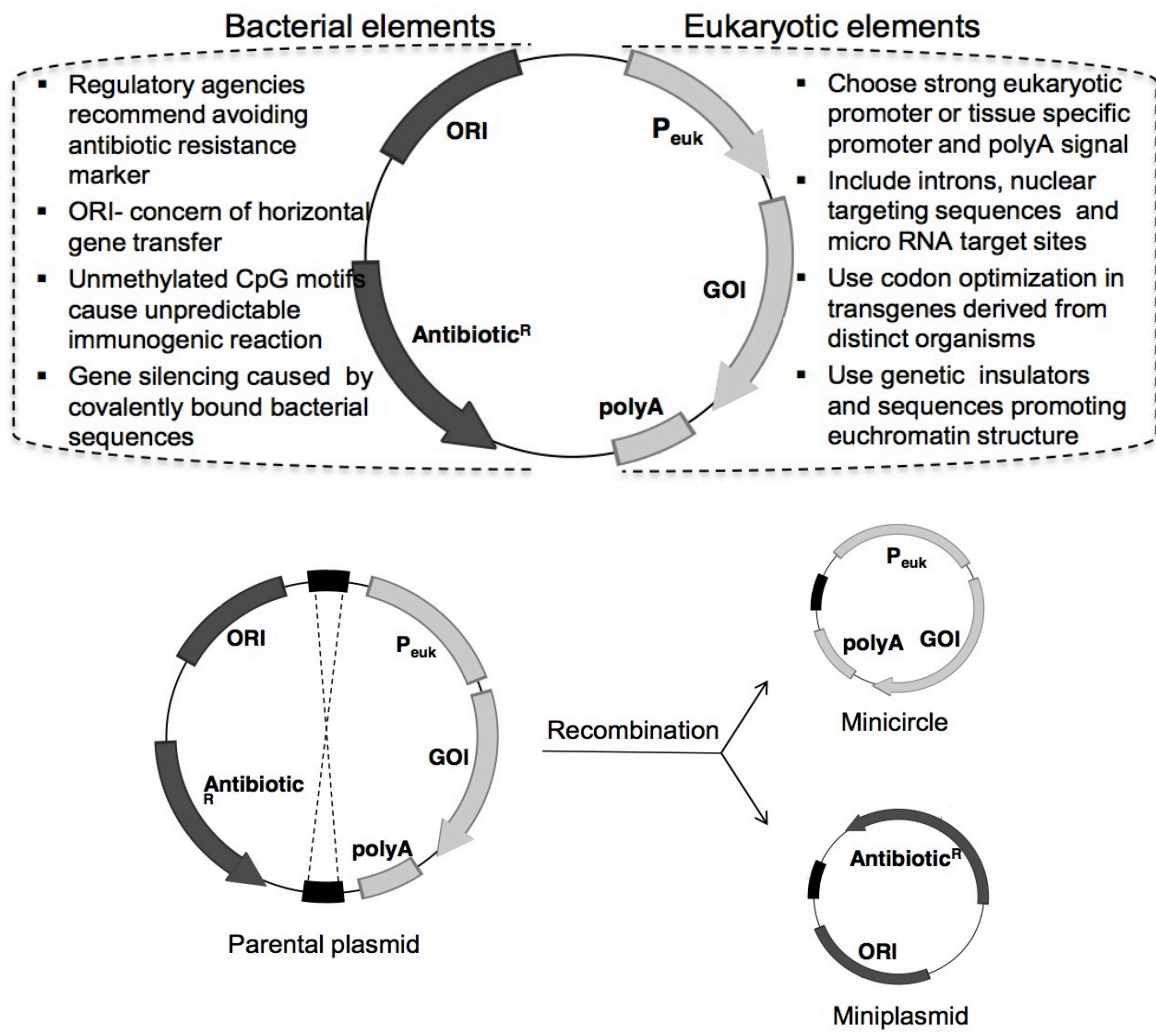 Bacterial elements
Eukaryotic elements
▪ Regulatory agencies
recommend avoiding
antibiotic resistance
marker
▪ ORI- concern of horizontal
gene transfer
▪ Unmethylated CpG motifs
cause unpredictable
immunogenic reaction
▪ Gene silencing caused by
covalently bound bacterial
sequences
ORI
Peuk
GOI
AntibioticR
polyA
▪ Choose strong eukaryotic
promoter or tissue specific
promoter and polyA signal
▪ Include introns, nuclear
targeting sequences and
micro RNA target sites
▪ Use codon optimization in
transgenes derived from
distinct organisms
▪ Use genetic insulators
and sequences promoting
euchromatin structure
ORI
Peuk
GOI
Antibiotic
R
polyA
Parental plasmid
Recombination
Peuk
polyA
GOI
Minicircle
AntibioticR
ORI
Miniplasmid